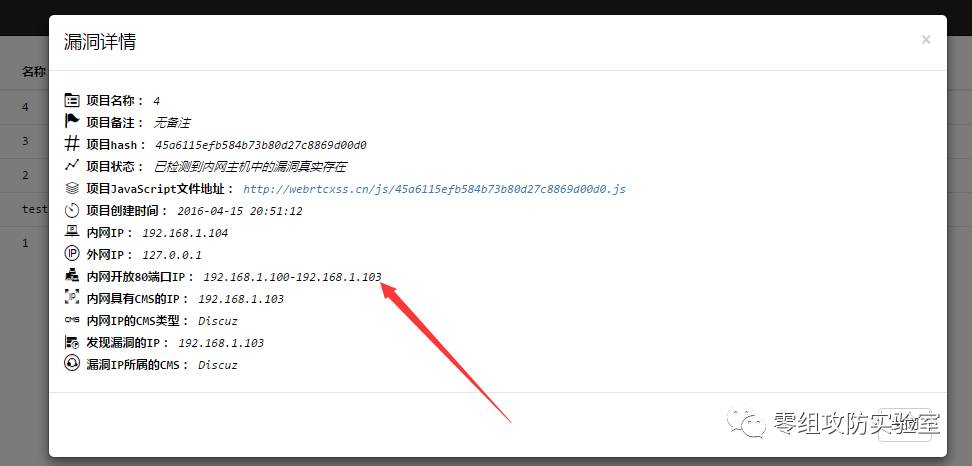 漏洞详情
×
名称
4
3
2
test
1
项目名称： 4
项目备注： 无备注
项目hash： 45a6115efb584b73b80d27c8869d00d0
项目状态： 已检测到内网主机中的漏洞真实存在
项目JavaScript文件地址： http://webrtcxss.cn/js/45a6115efb584b73b80d27c8869d00d0.js
项目创建时间： 2016-04-15 20:51:12
内网IP： 192.168.1.104
IP 外网IP： 127.0.0.1
内网开放80端口IP： 192.168.1.100-192.168.1.103
IP 内网具有CMS的IP： 192.168.1.103
CMS 内网IP的CMS类型： Discuz
发现漏洞的IP： 192.168.1.103
漏洞IP所属的CMS： Discuz
零组攻防实验室